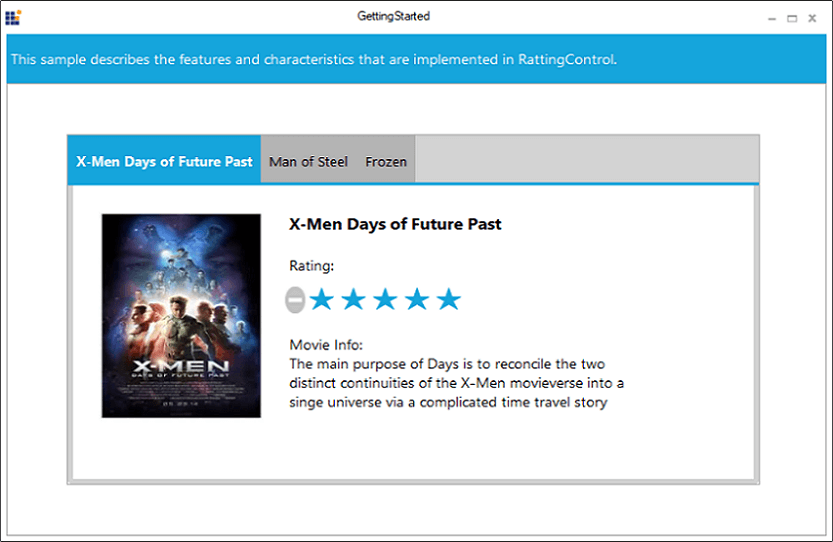 GettingStarted
This sample describes the features and characteristics that are implemented in RattingControl.
X-Men Days of Future Past Man of Steel Frozen
X-Men Days of Future Past
Rating:
X-MEN
DAYS OF FUTURE PAST
Movie Info:
The main purpose of Days is to reconcile the two
distinct continuities of the X-Men movieverse into a
singe universe via a complicated time travel story